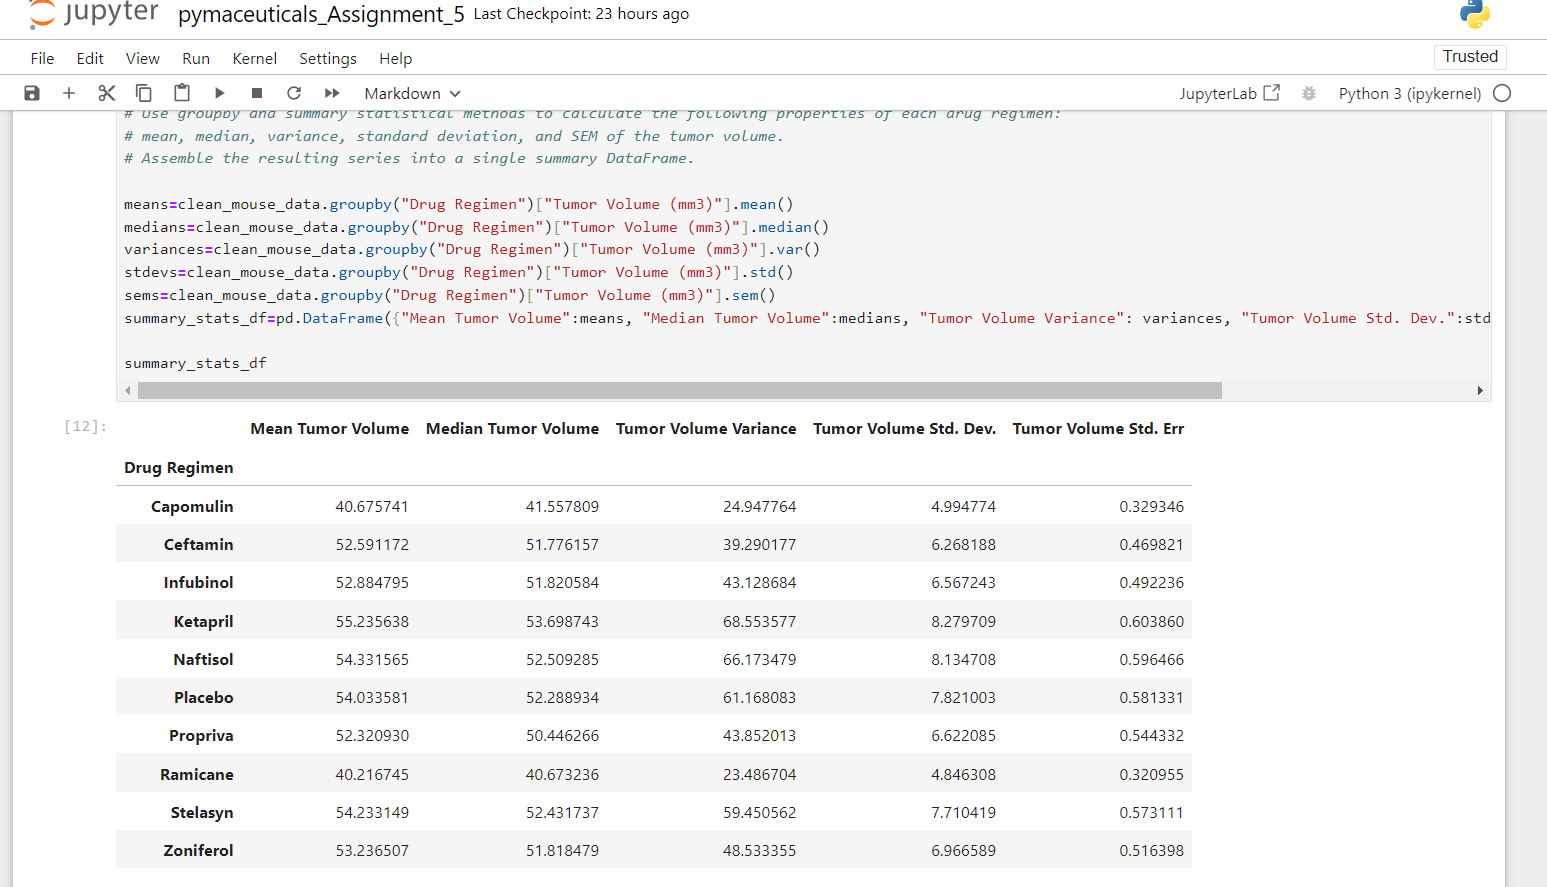 jupyter pymaceuticals_Assignment_5 Last Checkpoint: 23 hours ago
File Edit View Run Kernel Settings Help Trusted
Markdown JupyterLab Python 3 (ipykernel)
# Use groupby and summary statistical methods to calculate the following properties of each drug regimen:
# mean, median, variance, standard deviation, and SEM of the tumor volume.
# Assemble the resulting series into a single summary DataFrame.
means=clean_mouse_data.groupby("Drug Regimen")["Tumor Volume (mm3)"].mean()
medians=clean_mouse_data.groupby("Drug Regimen")["Tumor Volume (mm3)"].median()
variances=clean_mouse_data.groupby("Drug Regimen")["Tumor Volume (mm3)"].var()
stdevs=clean_mouse_data.groupby("Drug Regimen")["Tumor Volume (mm3)"].std()
sems=clean_mouse_data.groupby("Drug Regimen")["Tumor Volume (mm3)"].sem()
summary_stats_df=pd.DataFrame({"Mean Tumor Volume":means, "Median Tumor Volume":medians, "Tumor Volume Variance": variances, "Tumor Volume Std. Dev.":std
summary_stats_df
[12]: Mean Tumor Volume Median Tumor Volume Tumor Volume Variance Tumor Volume Std. Dev. Tumor Volume Std. Err
Drug Regimen
Capomulin 40.675741 41.557809 24.947764 4.994774 0.329346
Ceftamin 52.591172 51.776157 39.290177 6.268188 0.469821
Infubinol 52.884795 51.820584 43.128684 6.567243 0.492236
Ketapril 55.235638 53.698743 68.553577 8.279709 0.603860
Naftisol 54.331565 52.509285 66.173479 8.134708 0.596466
Placebo 54.033581 52.288934 61.168083 7.821003 0.581331
Propriva 52.320930 50.446266 43.852013 6.622085 0.544332
Ramicane 40.216745 40.673236 23.486704 4.846308 0.320955
Stelasyn 54.233149 52.431737 59.450562 7.710419 0.573111
Zoniferol 53.236507 51.818479 48.533355 6.966589 0.516398